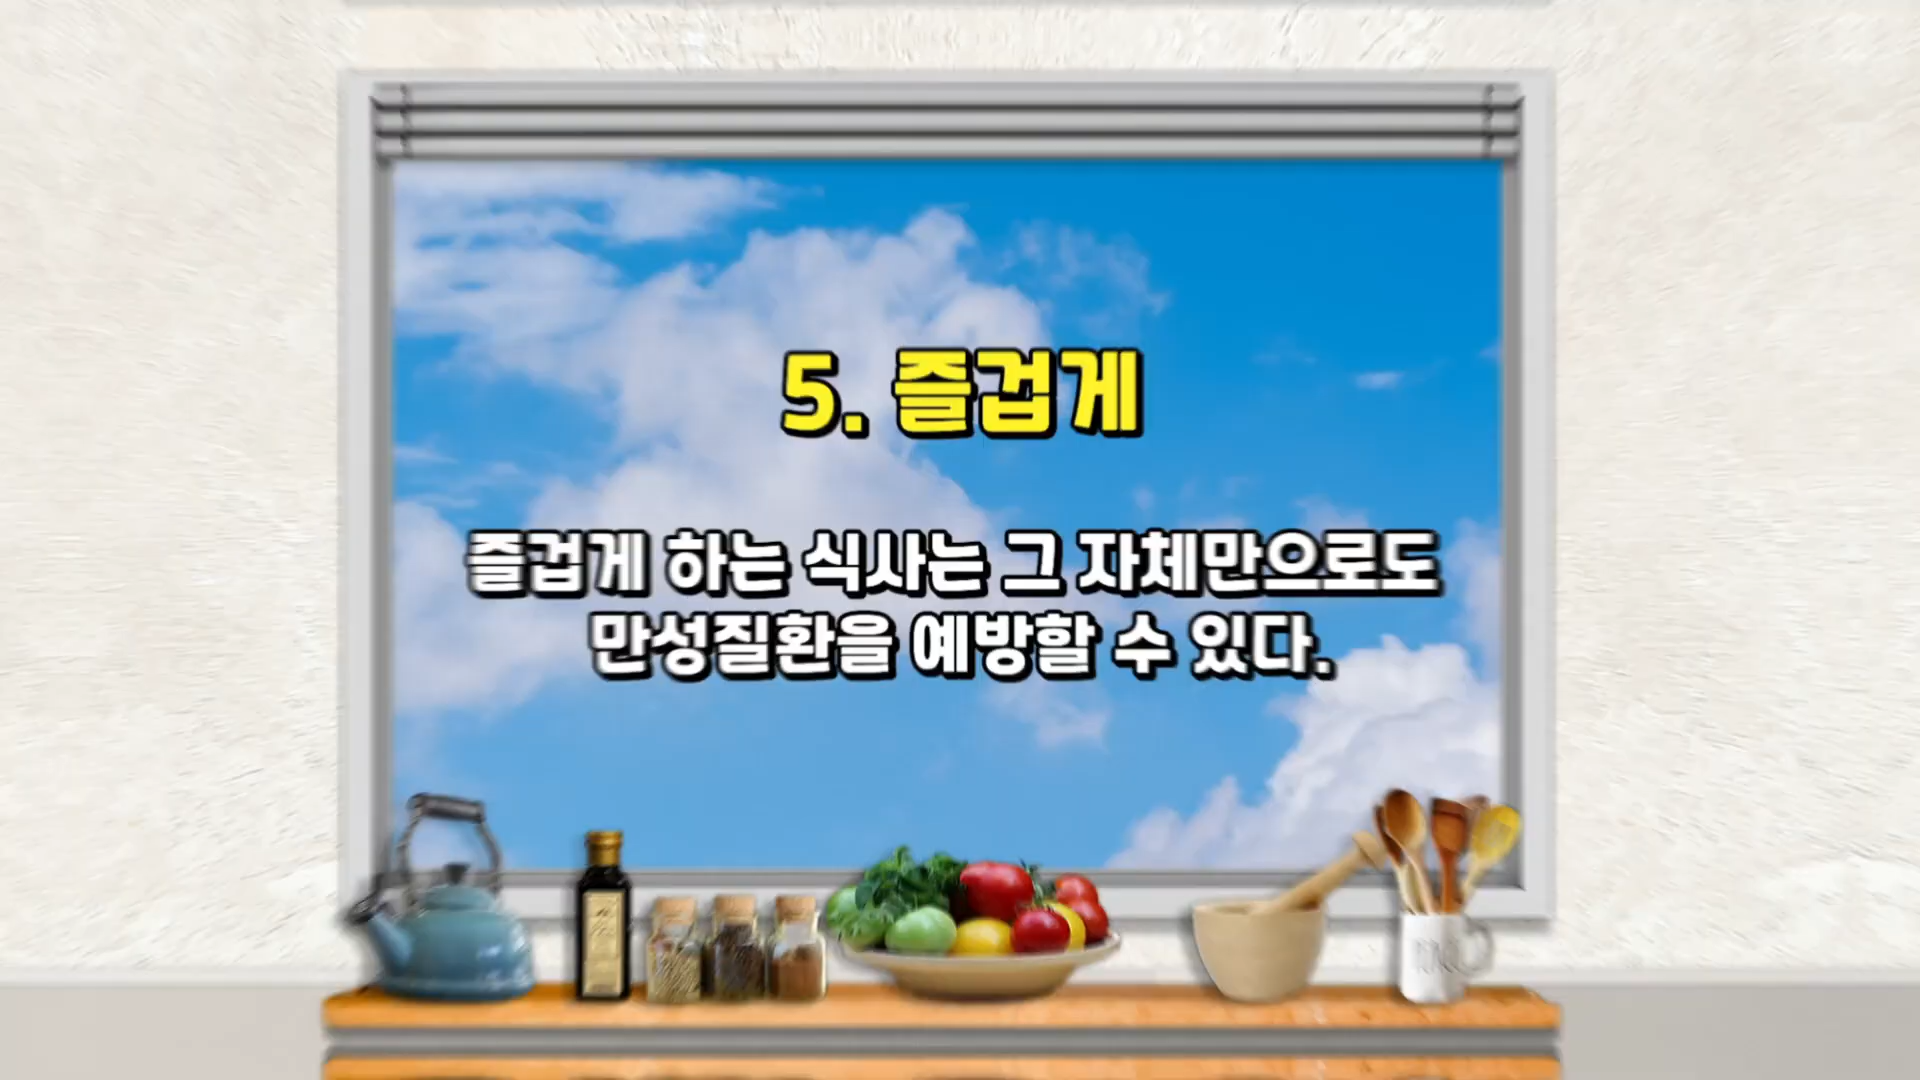 5. 즐겁게
즐겁게 하는 식사는 그 자체만으로도
만성질환을 예방할 수 있다.